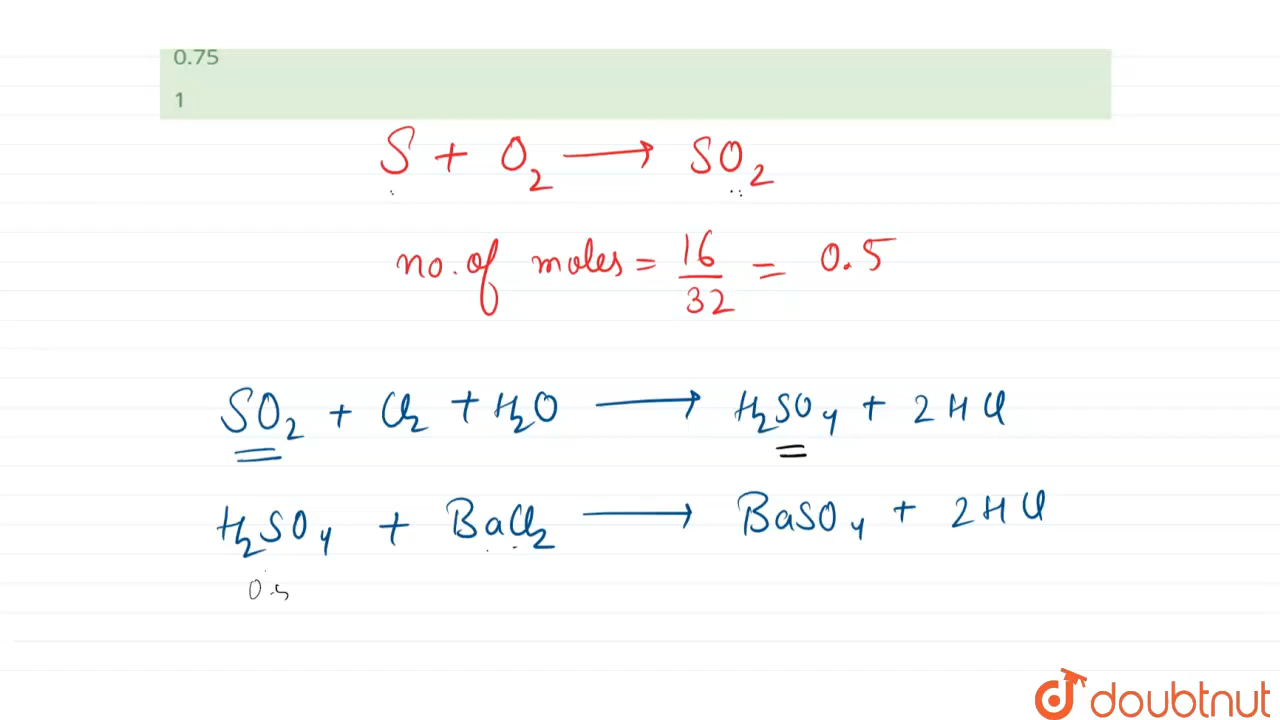 0.75
1
S + O2 → SO2
no. of moles = 16/32 = 0.5
SO2 + Cl2 + H2O → H2SO4 + 2HCl
H2SO4 + BaCl2 → BaSO4 + 2HCl
0.5
doubtnut